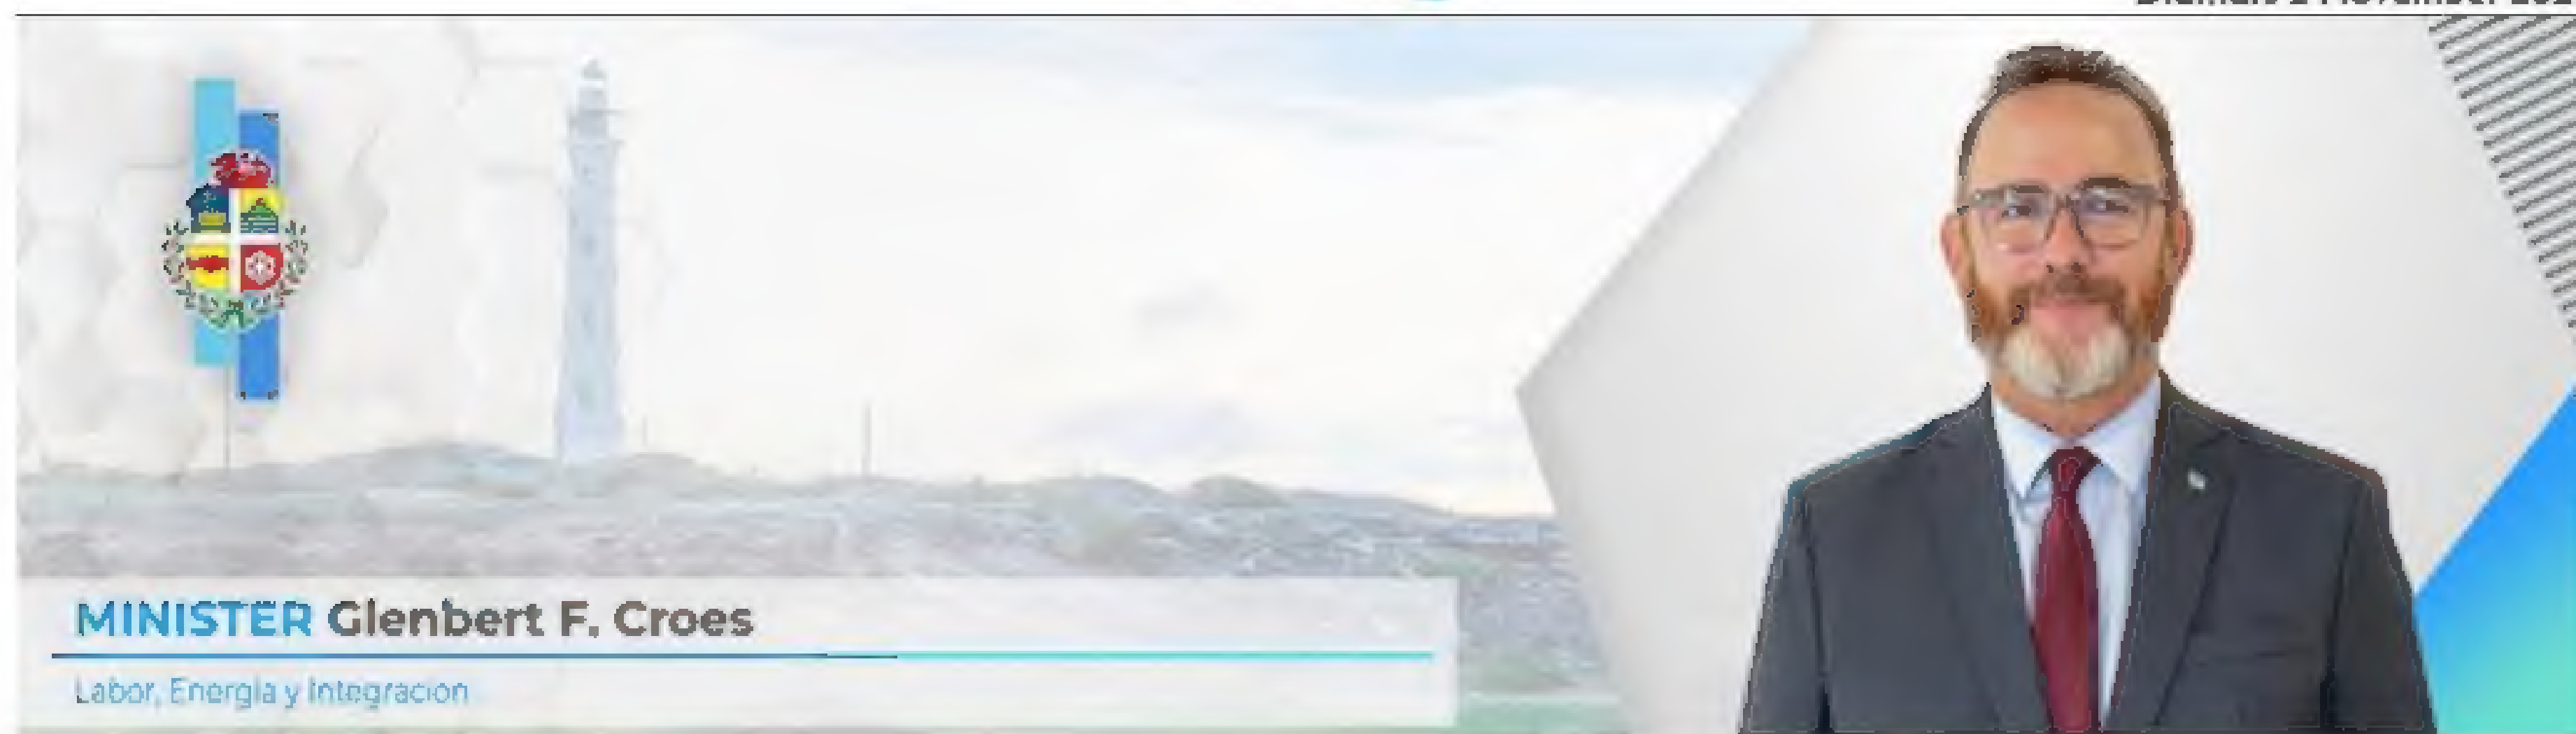 MINISTER Glenbert F. Croes
Labor, Energia y Integracion